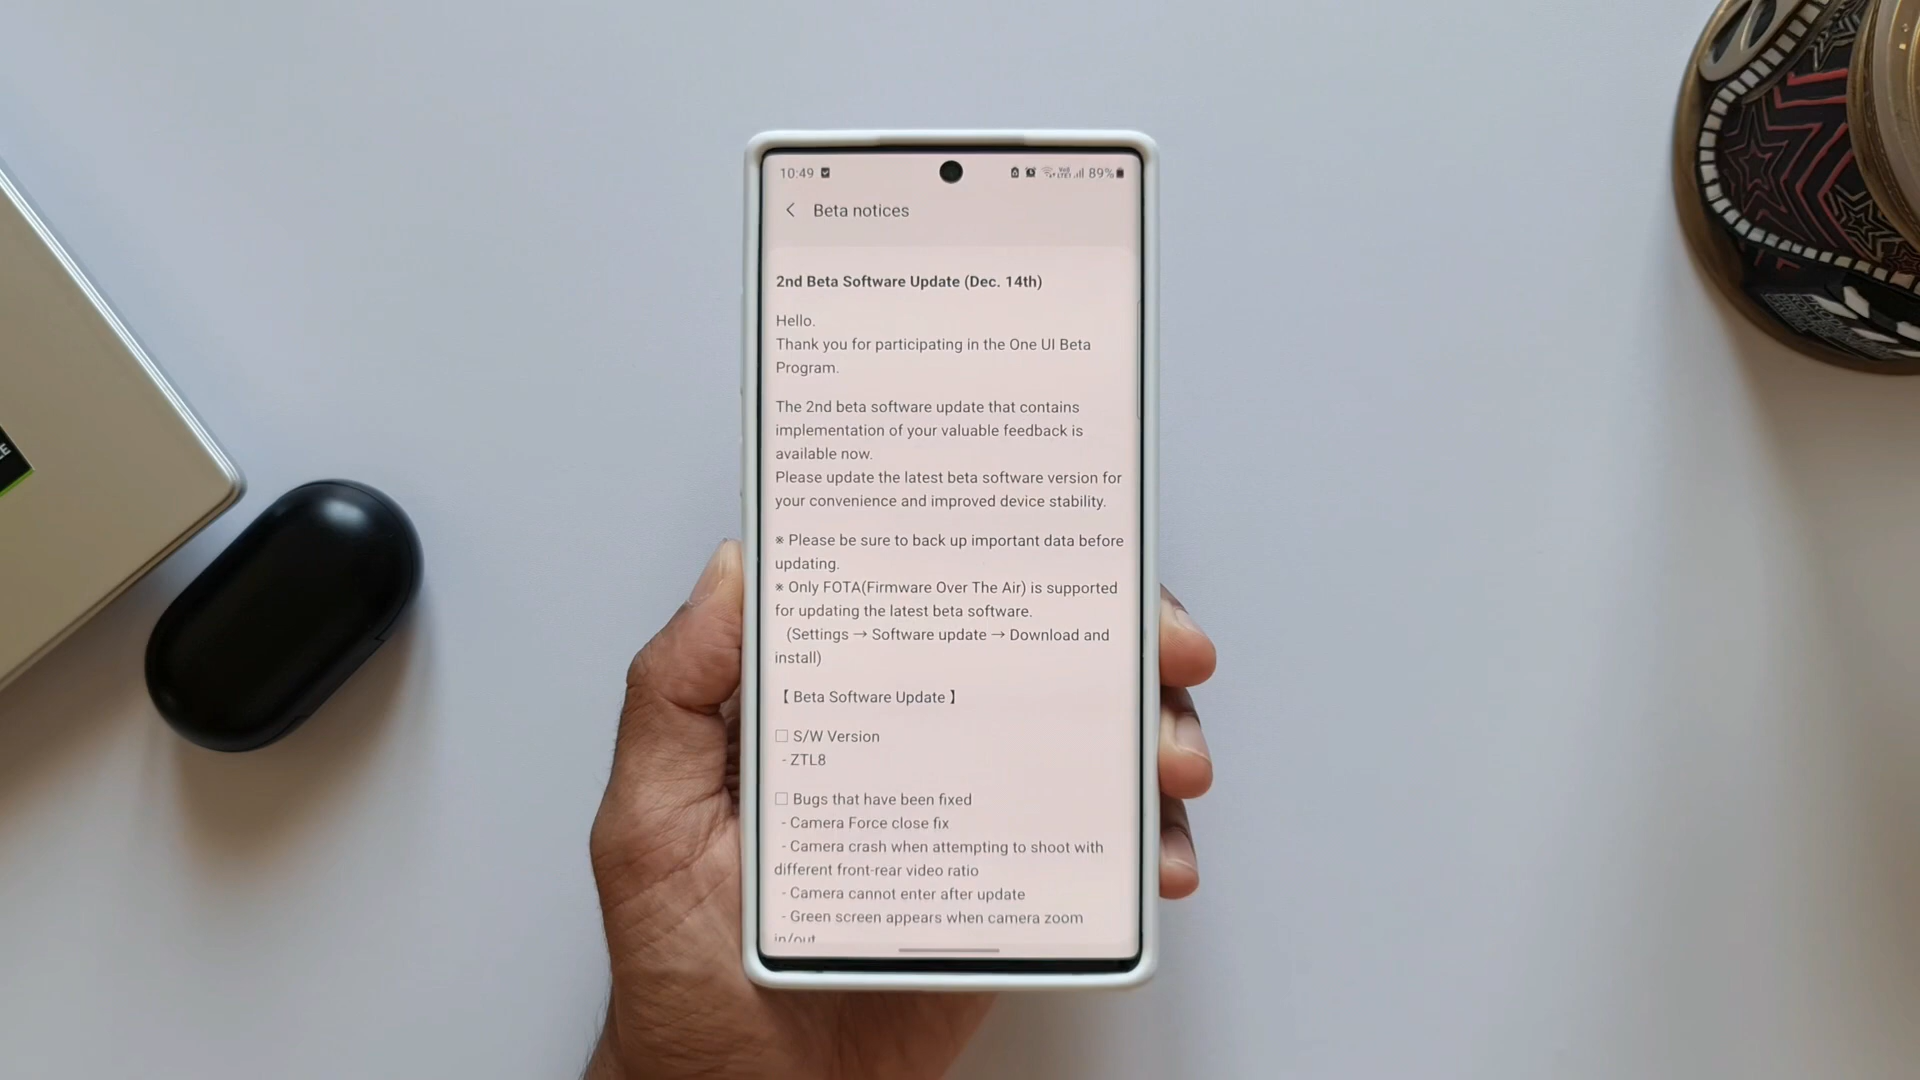 10:49
89%
Beta notices
2nd Beta Software Update (Dec. 14th)
Hello.
Thank you for participating in the One UI Beta
Program.
The 2nd beta software update that contains
implementation of your valuable feedback is
available now.
Please update the latest beta software version for
your convenience and improved device stability.
※ Please be sure to back up important data before
updating.
※ Only FOTA(Firmware Over The Air) is supported
for updating the latest beta software.
(Settings → Software update → Download and
install)
【 Beta Software Update 】
□ S/W Version
- ZTL8
□ Bugs that have been fixed
- Camera Force close fix
- Camera crash when attempting to shoot with
different front-rear video ratio
- Camera cannot enter after update
- Green screen appears when camera zoom
in/out